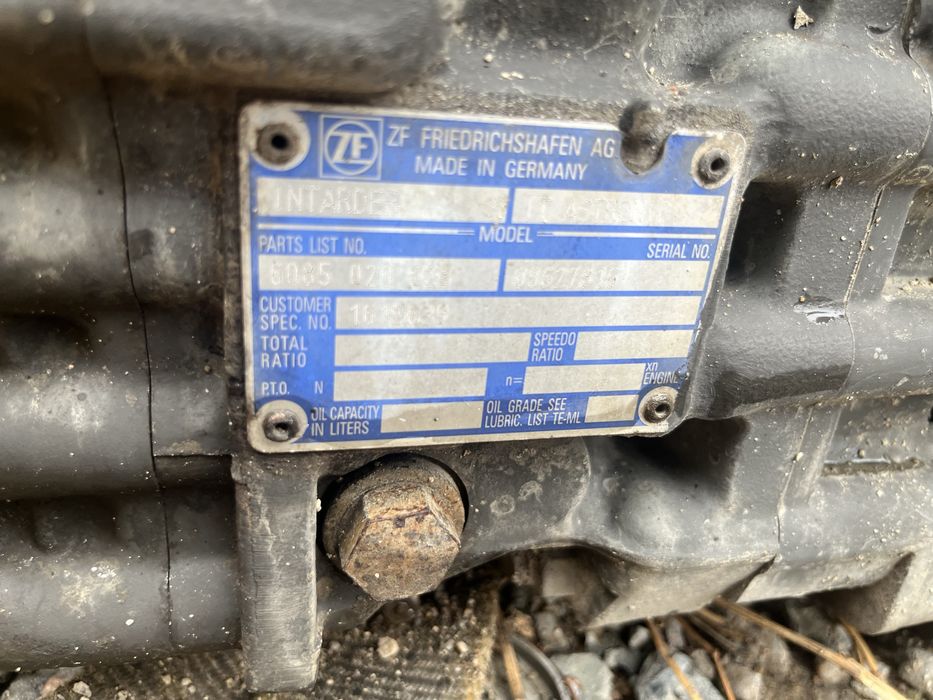 ZF ZF FRIEDRICHSHAFEN AG
MADE IN GERMANY
INTARDER
MODEL
PARTS LIST NO. SERIAL NO.
6085
CUSTOMER
SPEC. NO.
TOTAL
RATIO
SPEEDO
RATIO
P.T.O. N n= xn
ENGINE
OIL CAPACITY
IN LITERS
OIL GRADE SEE
LUBRIC. LIST TE-ML